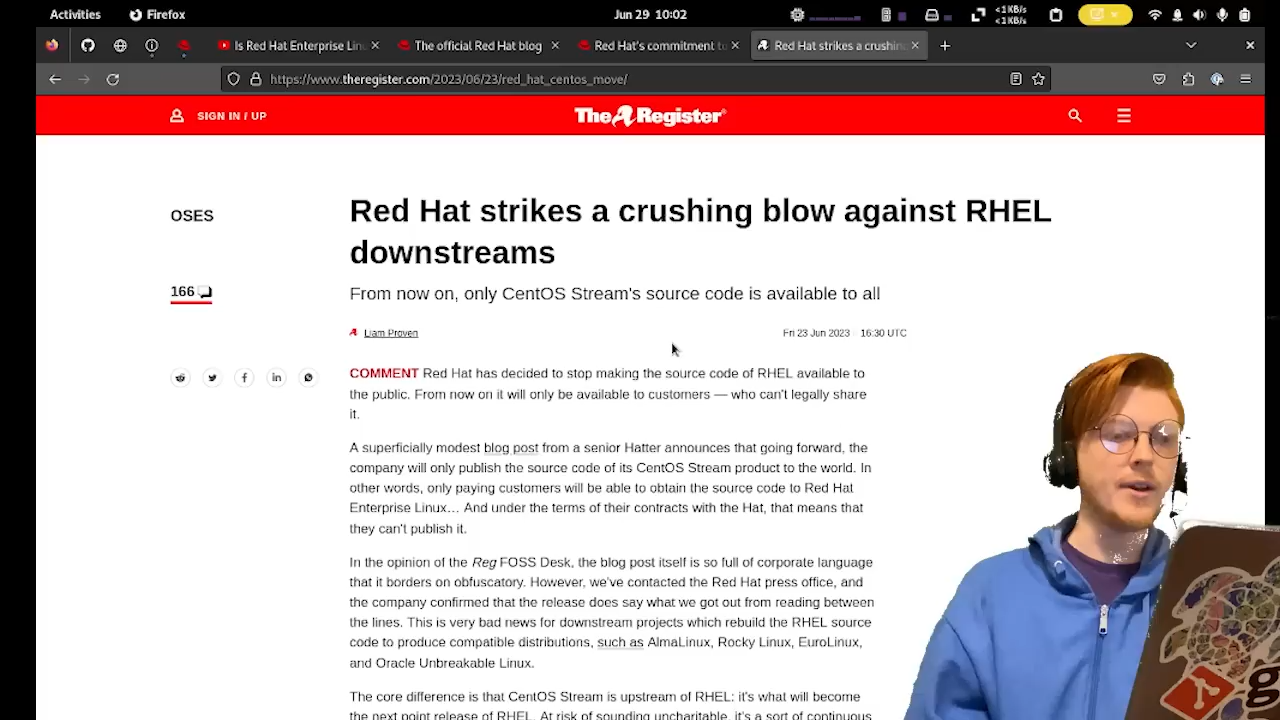 Activities
Firefox
Jun 29 10:02
<1 KB/s
<1 KB/s
Is Red Hat Enterprise Lin
The official Red Hat blog
Red Hat's commitment t
Red Hat strikes a crushin
https://www.theregister.com/2023/06/23/red_hat_centos_move/
SIGN IN / UP
The Register
OSES
Red Hat strikes a crushing blow against RHEL
downstreams
From now on, only CentOS Stream's source code is available to all
166
Liam Proven
Fri 23 Jun 2023 16:30 UTC
COMMENT Red Hat has decided to stop making the source code of RHEL available to
the public. From now on it will only be available to customers — who can't legally share
it.
A superficially modest blog post from a senior Hatter announces that going forward, the
company will only publish the source code of its CentOS Stream product to the world. In
other words, only paying customers will be able to obtain the source code to Red Hat
Enterprise Linux… And under the terms of their contracts with the Hat, that means that
they can't publish it.
In the opinion of the Reg FOSS Desk, the blog post itself is so full of corporate language
that it borders on obfuscatory. However, we've contacted the Red Hat press office, and
the company confirmed that the release does say what we got out from reading between
the lines. This is very bad news for downstream projects which rebuild the RHEL source
code to produce compatible distributions, such as AlmaLinux, Rocky Linux, EuroLinux,
and Oracle Unbreakable Linux.
The core difference is that CentOS Stream is upstream of RHEL: it's what will become
the next point release of RHEL. At risk of sounding uncharitable, it's a sort of continuous